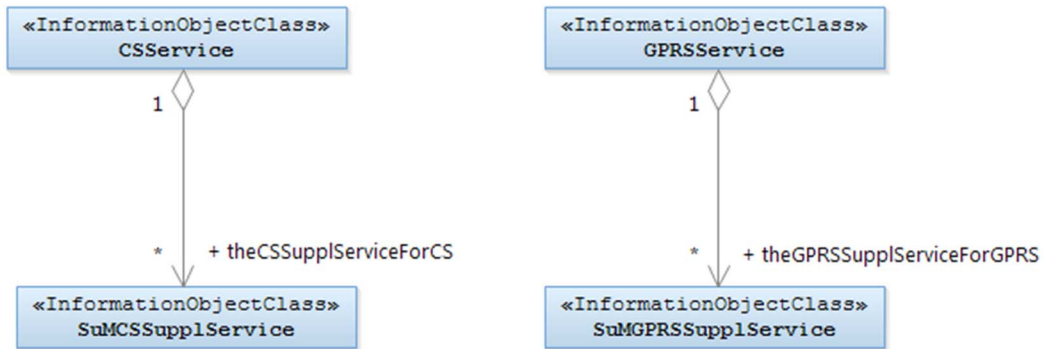 «InformationObjectClass»
CSService
1
*
+ theCSSupplServiceForCS
«InformationObjectClass»
SuMCSSupplService
«InformationObjectClass»
GPRSService
1
*
+ theGPRSSupplServiceForGPRS
«InformationObjectClass»
SuMGPRSSupplService